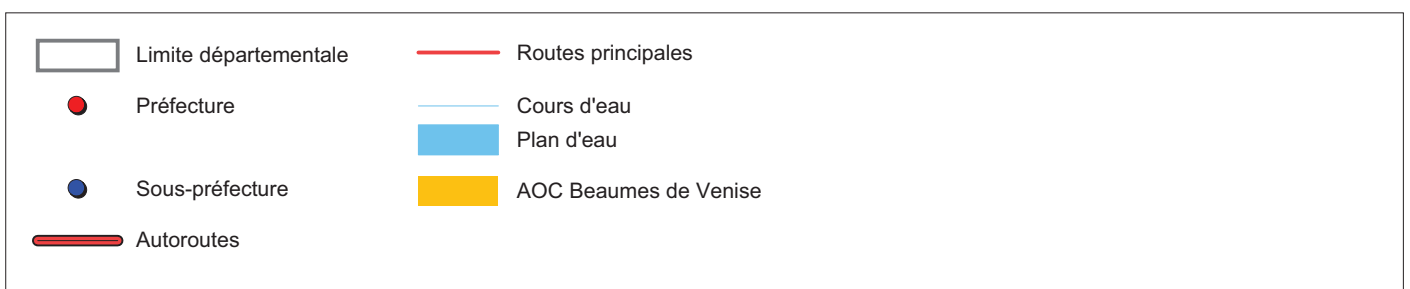 Limite départementale
Préfecture
Sous-préfecture
Autoroutes
Routes principales
Cours d'eau
Plan d'eau
AOC Beaumes de Venise